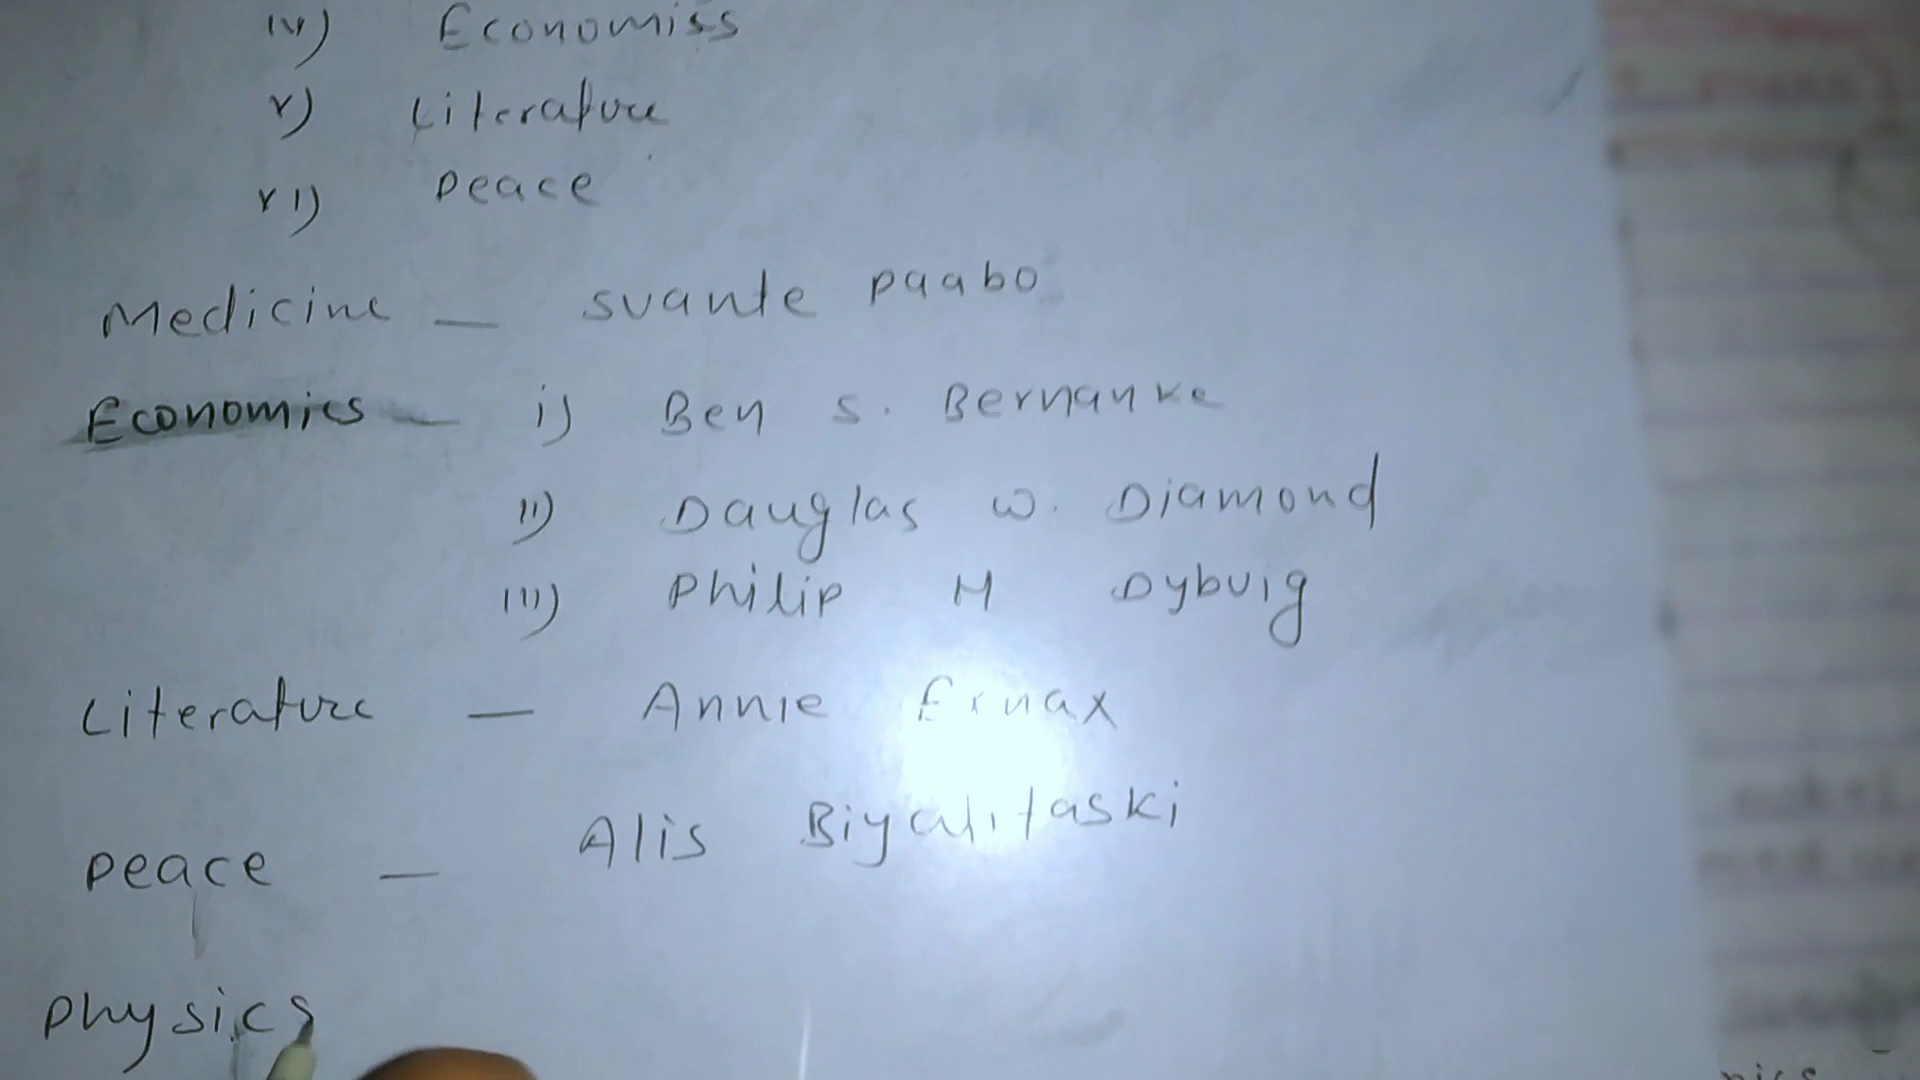 iv) Economiss
v) Literature
vi) Peace
Medicine — Svante paabo
Economics — i) Ben S. Bernanke
ii) Dauglas W. Diamond
iii) Philip M Dybvig
Literature — Annie Ernax
Peace — Alis Biyalitaski
Physics